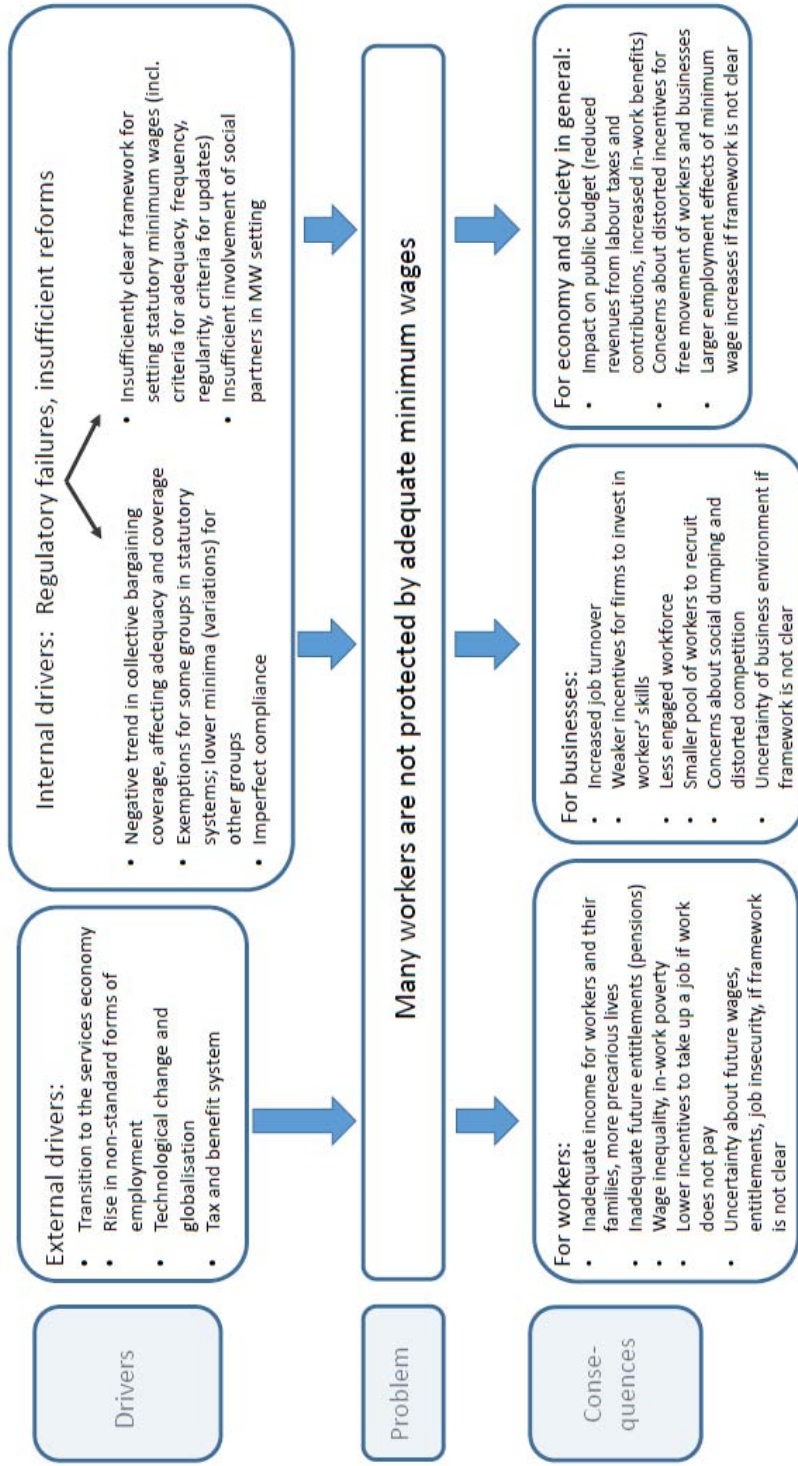 Drivers
External drivers:
• Transition to the services economy
• Rise in non-standard forms of
employment
• Technological change and
globalisation
• Tax and benefit system
Internal drivers: Regulatory failures, insufficient reforms
• Negative trend in collective bargaining
coverage, affecting adequacy and coverage
• Exemptions for some groups in statutory
systems; lower minima (variations) for
other groups
• Imperfect compliance
• Insufficiently clear framework for
setting statutory minimum wages (incl.
criteria for adequacy, frequency,
regularity, criteria for updates)
• Insufficient involvement of social
partners in MW setting
Problem
Many workers are not protected by adequate minimum wages
Conse-
quences
For workers:
• Inadequate income for workers and their
families, more precarious lives
• Inadequate future entitlements (pensions)
• Wage inequality, in-work poverty
• Lower incentives to take up a job if work
does not pay
• Uncertainty about future wages,
entitlements, job insecurity, if framework
is not clear
For businesses:
• Increased job turnover
• Weaker incentives for firms to invest in
workers’ skills
• Less engaged workforce
• Smaller pool of workers to recruit
• Concerns about social dumping and
distorted competition
• Uncertainty of business environment if
framework is not clear
For economy and society in general:
• Impact on public budget (reduced
revenues from labour taxes and
contributions, increased in-work benefits)
• Concerns about distorted incentives for
free movement of workers and businesses
• Larger employment effects of minimum
wage increases if framework is not clear